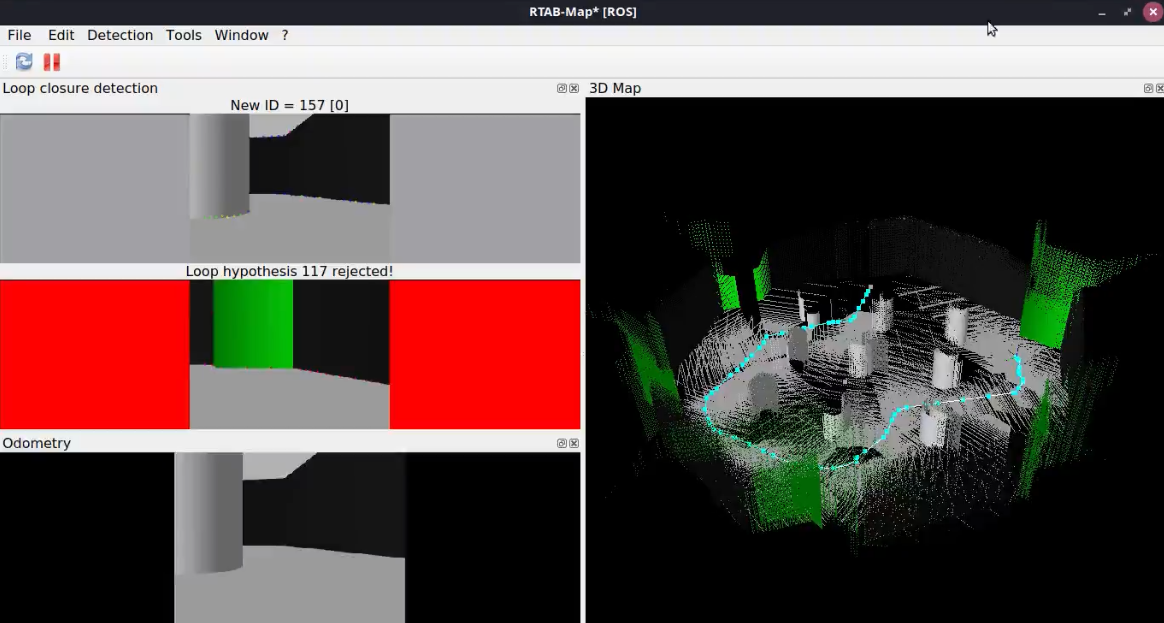 RTAB-Map* [ROS]
File Edit Detection Tools Window ?
Loop closure detection
New ID = 157 [0]
Loop hypothesis 117 rejected!
Odometry
3D Map